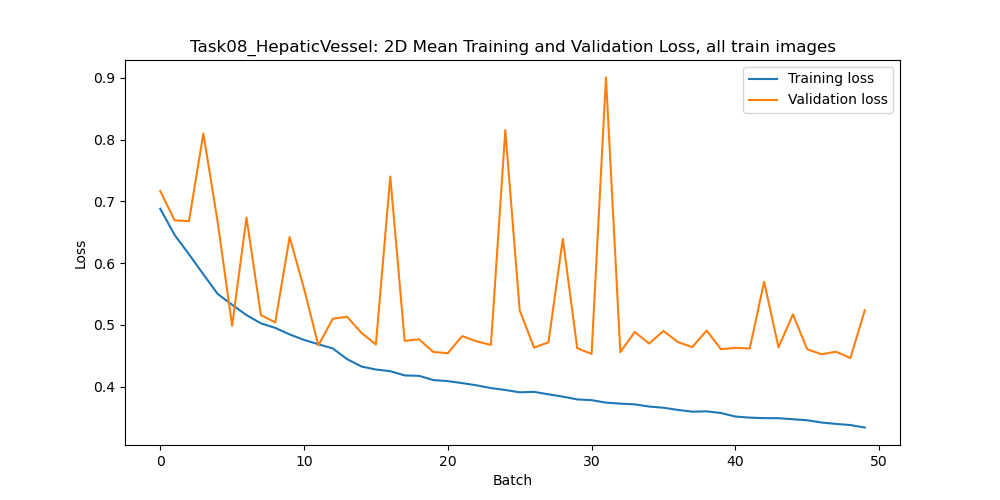 Task08_HepaticVessel: 2D Mean Training and Validation Loss, all train images
Training loss
Validation loss
0.9
0.8
0.7
0.6
0.5
0.4
Loss
0 10 20 30 40 50
Batch